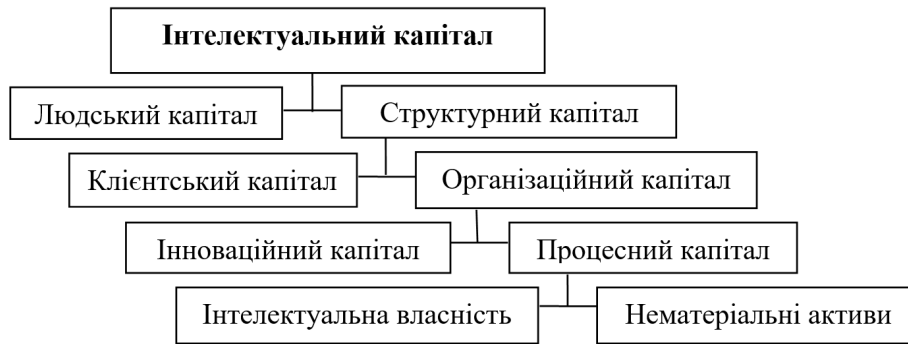 Інтелектуальний капітал
Людський капітал
Структурний капітал
Клієнтський капітал
Організаційний капітал
Інноваційний капітал
Процесний капітал
Інтелектуальна власність
Нематеріальні активи